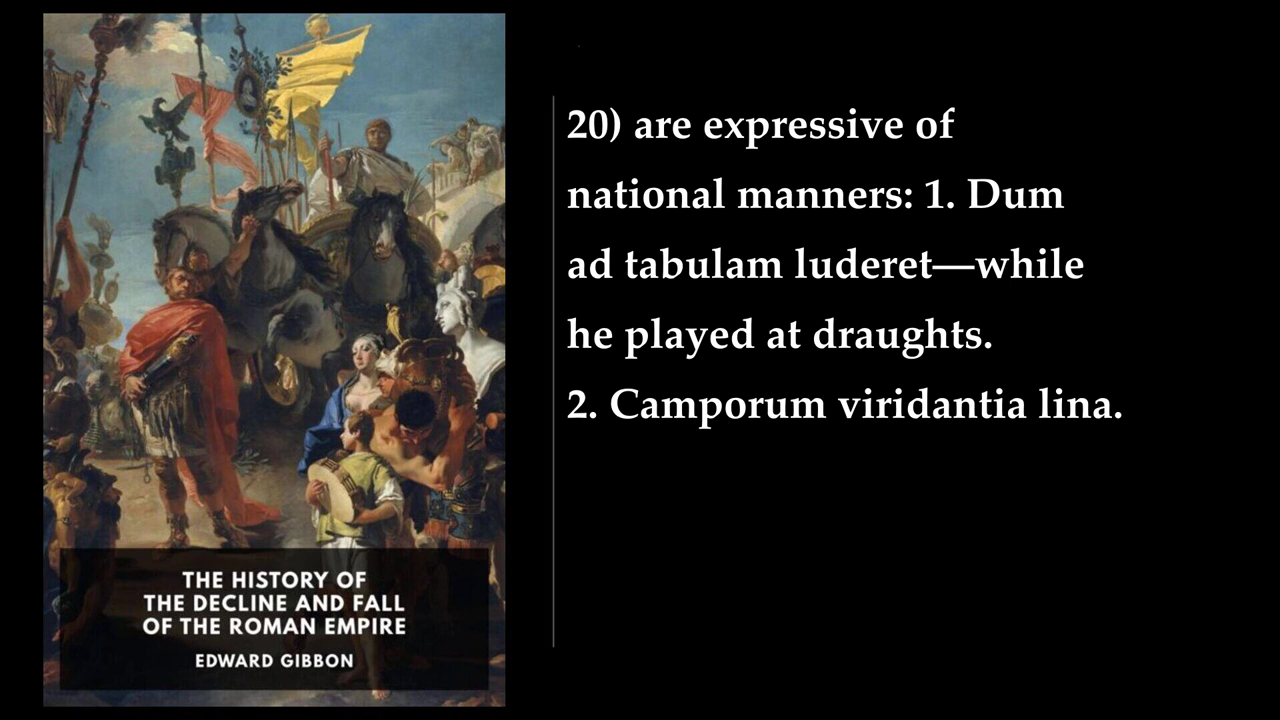 THE HISTORY OF
THE DECLINE AND FALL
OF THE ROMAN EMPIRE
EDWARD GIBBON
20) are expressive of
national manners: 1. Dum
ad tabulam luderet—while
he played at draughts.
2. Camporum viridantia lina.